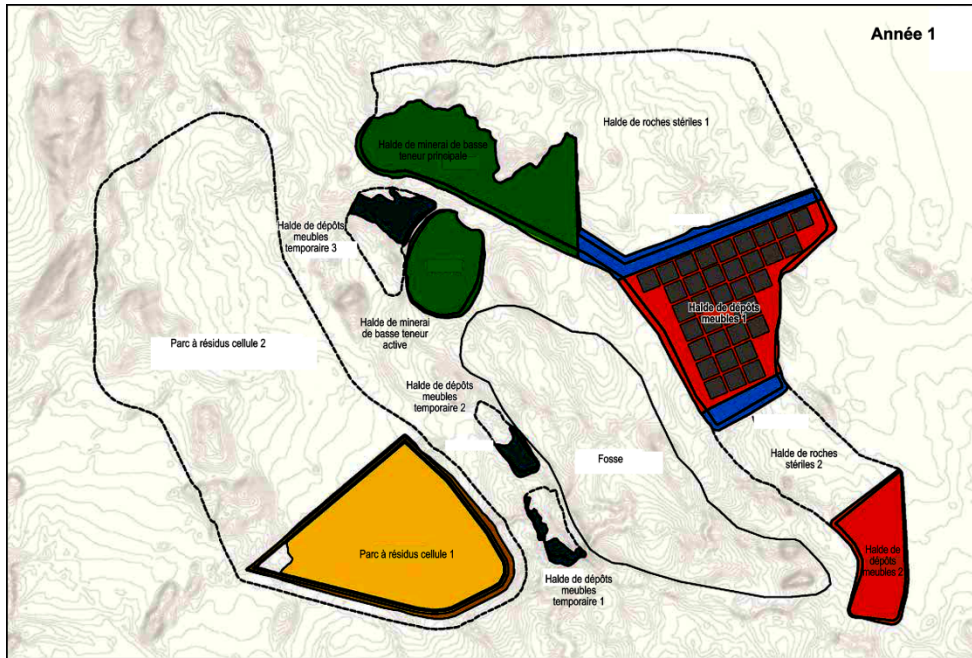 Année 1
Halde de roches stériles 1
Halde de minerai de basse
teneur principale
Halde de dépôts
meubles
temporaire 3
Halde de minerai
de basse teneur
active
Halde de dépôts
meubles 1
Parc à résidus cellule 2
Halde de dépôts
meubles
temporaire 2
Fosse
Halde de roches
stériles 2
Parc à résidus cellule 1
Halde de
dépôts
meubles 2
Halde de dépôts
meubles
temporaire 1